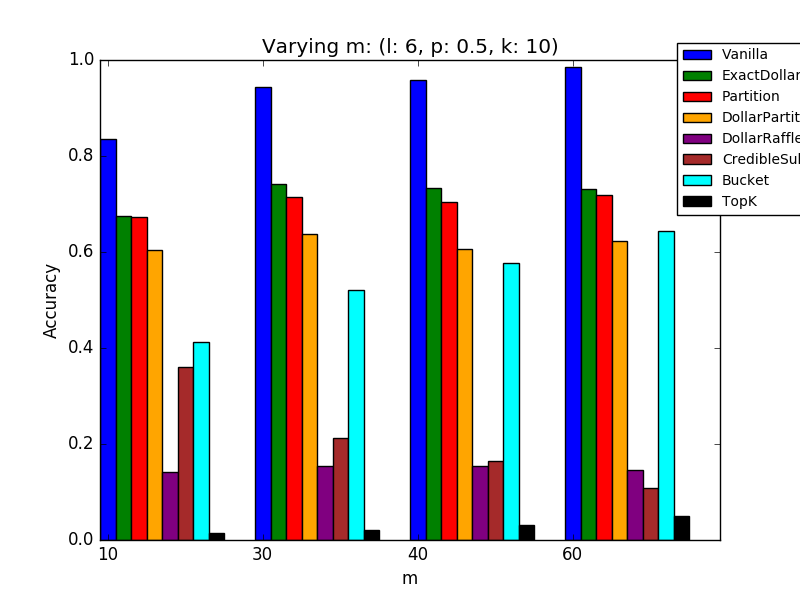 Varying m: (l: 6, p: 0.5, k: 10)
1.0
0.8
0.6
0.4
0.2
0.0
Accuracy
10 30 40 60
m
Vanilla
ExactDollar
Partition
DollarPartit
DollarRaffle
CredibleSu
Bucket
TopK